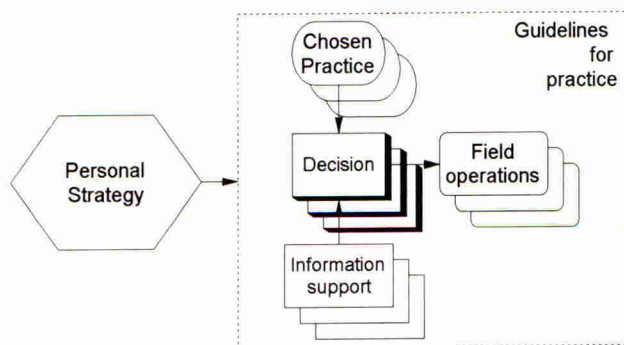 Guidelines
for
practice
Chosen
Practice
Personal
Strategy
Decision
Field
operations
Information
support